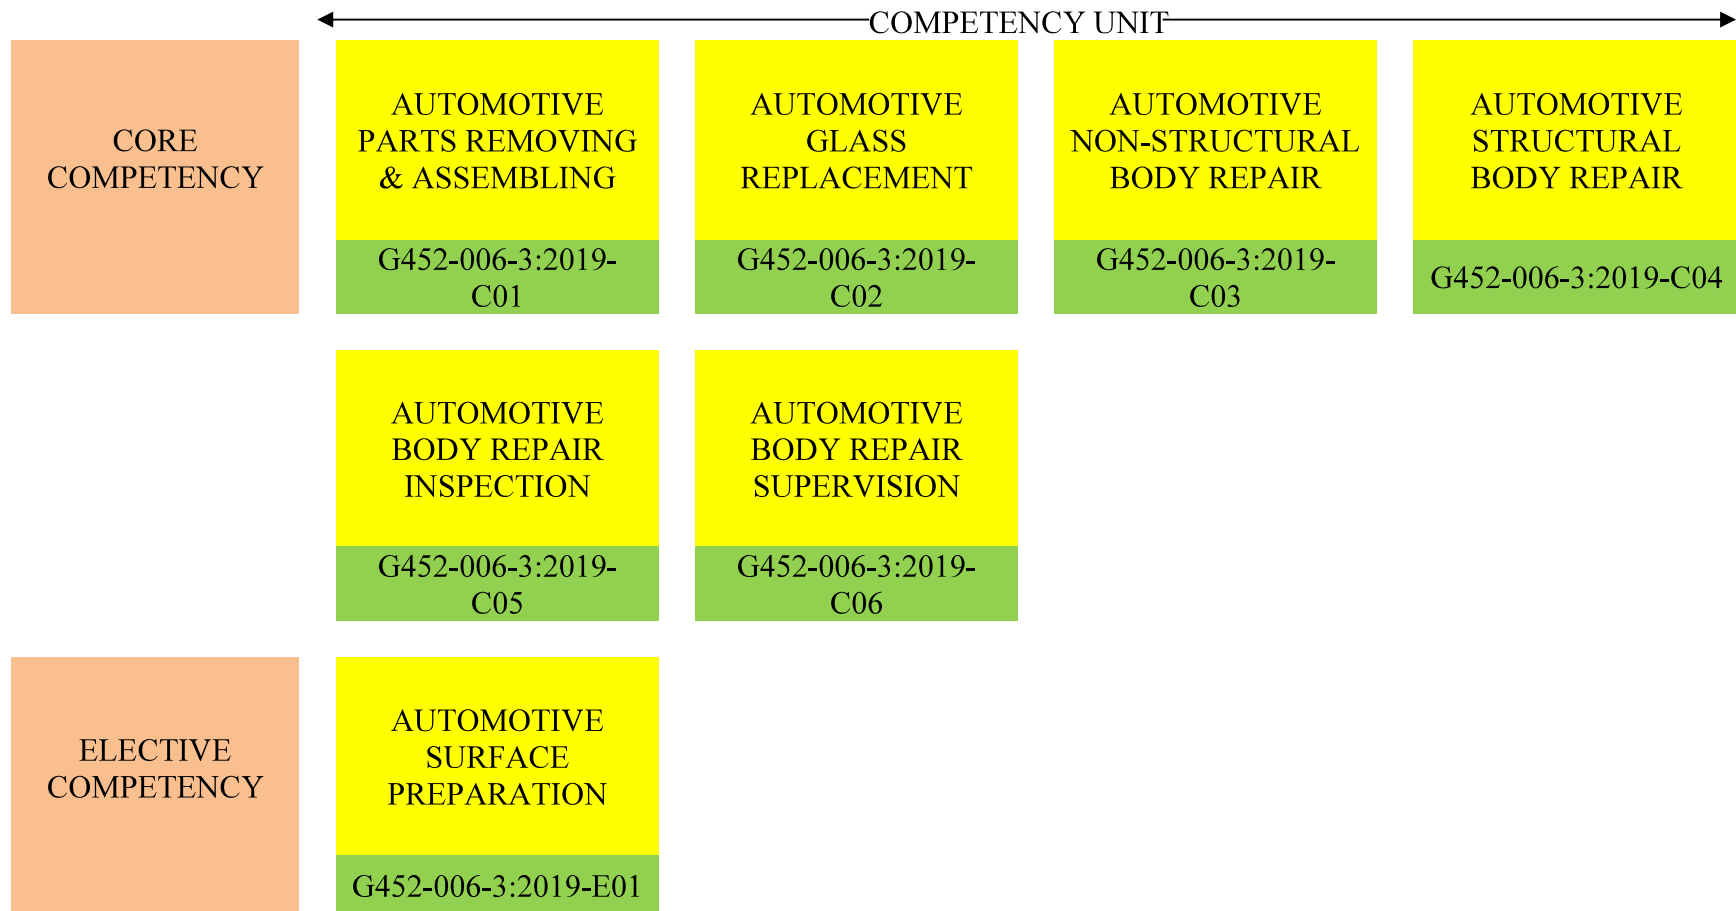 COMPETENCY UNIT
CORE
COMPETENCY
AUTOMOTIVE
PARTS REMOVING
& ASSEMBLING
G452-006-3:2019-
C01
AUTOMOTIVE
GLASS
REPLACEMENT
G452-006-3:2019-
C02
AUTOMOTIVE
NON-STRUCTURAL
BODY REPAIR
G452-006-3:2019-
C03
AUTOMOTIVE
STRUCTURAL
BODY REPAIR
G452-006-3:2019-C04
AUTOMOTIVE
BODY REPAIR
INSPECTION
G452-006-3:2019-
C05
AUTOMOTIVE
BODY REPAIR
SUPERVISION
G452-006-3:2019-
C06
ELECTIVE
COMPETENCY
AUTOMOTIVE
SURFACE
PREPARATION
G452-006-3:2019-E01